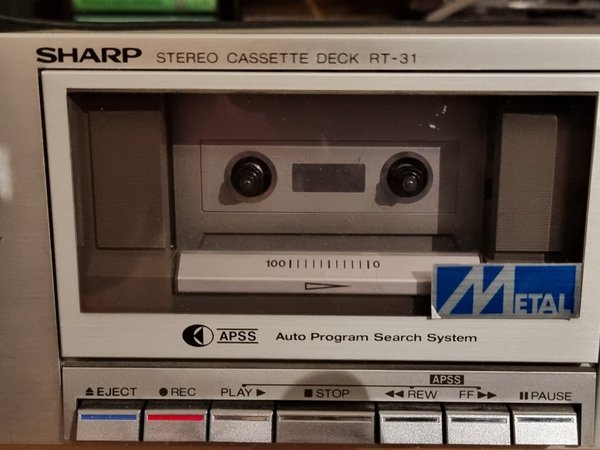 SHARP STEREO CASSETTE DECK RT-31
100 0
METAL
APSS Auto Program Search System
APSS
EJECT REC PLAY STOP REW FF PAUSE